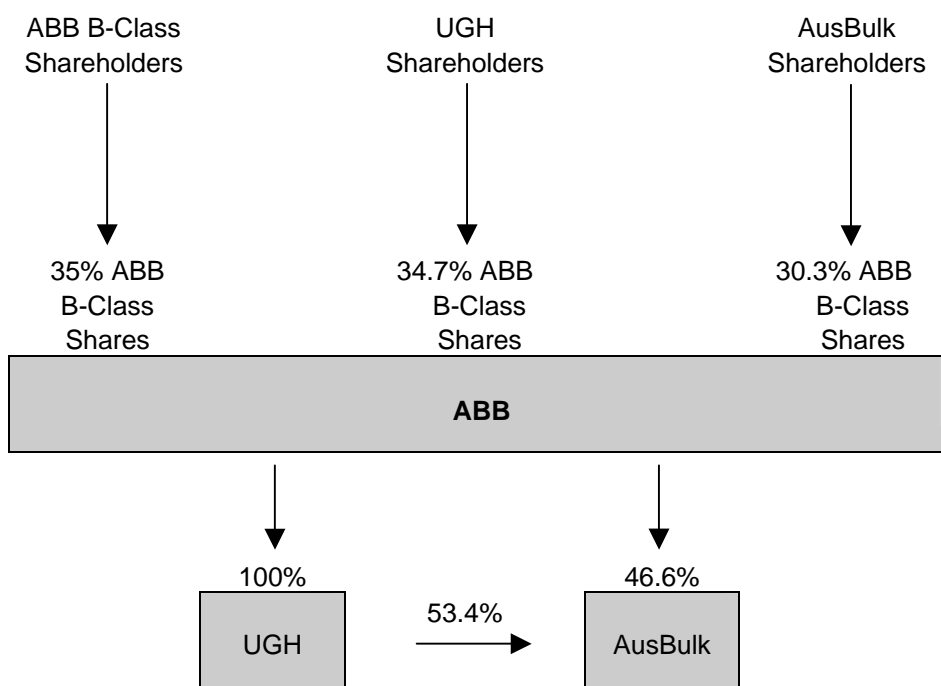 ABB B-Class
Shareholders
UGH
Shareholders
AusBulk
Shareholders
35% ABB
B-Class
Shares
34.7% ABB
B-Class
Shares
30.3% ABB
B-Class
Shares
ABB
100%
46.6%
53.4%
UGH
AusBulk